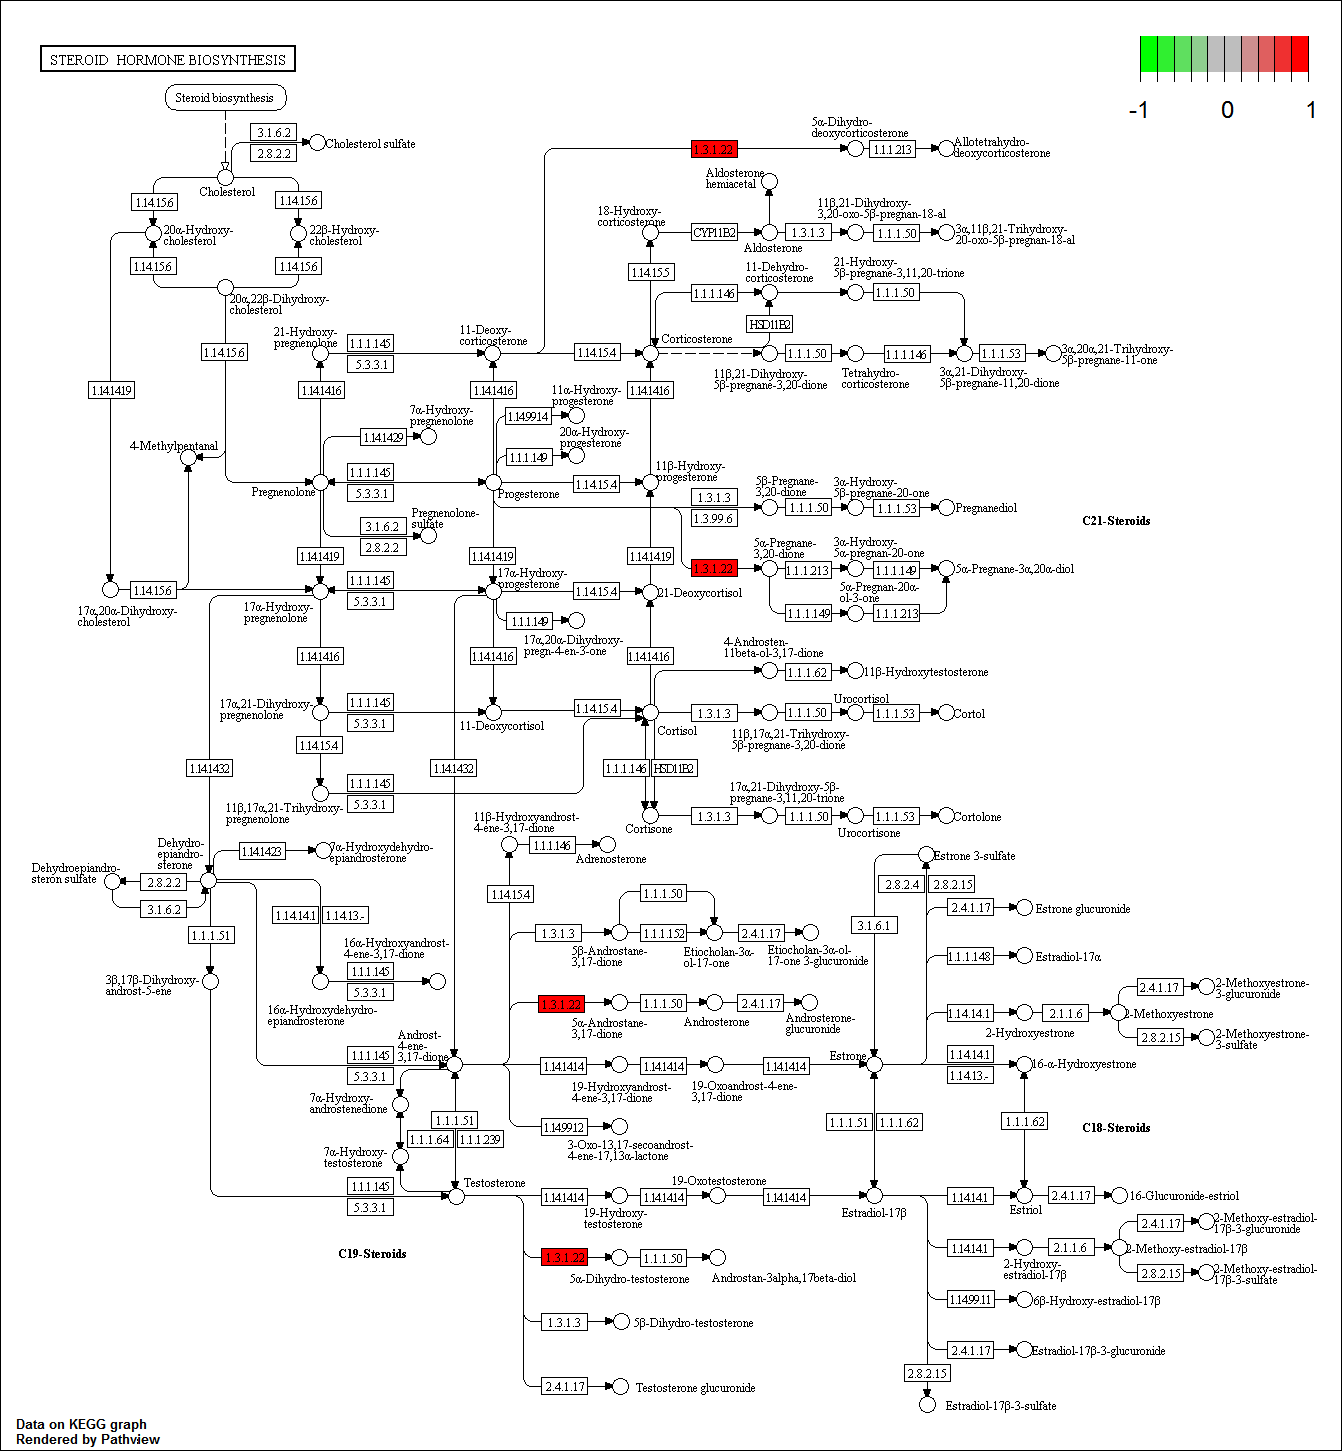 STEROID HORMONE BIOSYNTHESIS
-1
0
1
Steroid biosynthesis
3.1.6.2
2.8.2.2
Cholesterol sulfate
Cholesterol
1.14.15.6
1.14.15.6
20α-Hydroxy-
cholesterol
22β-Hydroxy-
cholesterol
1.14.15.6
1.14.15.6
20α,22β-Dihydroxy-
cholesterol
1.14.15.6
1.14.14.19
4-Methylpentanal
1.14.15.6
17α,20α-Dihydroxy-
cholesterol
1.3.1.22
5α-Dihydro-
deoxycorticosterone
1.1.1.213
Allotetrahydro-
deoxycorticosterone
Aldosterone
hemiacetal
18-Hydroxy-
corticosterone
CYP11B2
Aldosterone
1.3.1.3
11β,21-Dihydroxy-
3,20-oxo-5β-pregnan-18-al
1.1.1.50
3α,11β,21-Trihydroxy-
20-oxo-5β-pregnan-18-al
1.14.15.5
1.1.1.146
11-Dehydro-
corticosterone
21-Hydroxy-
5β-pregnane-3,11,20-trione
1.1.1.50
HSD11B2
21-Hydroxy-
pregnenolone
1.1.1.145
5.3.3.1
11-Deoxy-
corticosterone
1.14.15.4
Corticosterone
11β,21-Dihydroxy-
5β-pregnane-3,20-dione
1.1.1.50
Tetrahydro-
corticosterone
1.1.1.146
3α,21-Dihydroxy-
5β-pregnane-11,20-dione
1.1.1.53
3α,20α,21-Trihydroxy-
5β-pregnane-11-one
1.14.14.16
1.14.14.16
1.14.14.16
7α-Hydroxy-
pregnenolone
1.14.14.29
11α-Hydroxy-
progesterone
1.14.99.14
20α-Hydroxy-
progesterone
1.1.1.149
Pregnenolone
1.1.1.145
5.3.3.1
Progesterone
1.14.15.4
11β-Hydroxy-
progesterone
Pregnenolone-
sulfate
3.1.6.2
2.8.2.2
1.3.1.3
1.3.99.6
5β-Pregnane-
3,20-dione
1.1.1.50
3α-Hydroxy-
5β-pregnane-20-one
1.1.1.53
Pregnanediol
C21-Steroids
1.3.1.22
5α-Pregnane-
3,20-dione
1.1.1.213
3α-Hydroxy-
5α-pregnan-20-one
1.1.1.149
5α-Pregnane-3α,20α-diol
1.1.1.149
5α-Pregnan-20α-
ol-3-one
1.1.1.213
1.14.14.19
1.14.14.19
1.14.14.19
17α-Hydroxy-
pregnenolone
1.1.1.145
5.3.3.1
17α-Hydroxy-
progesterone
1.14.15.4
21-Deoxycortisol
1.1.1.149
17α,20α-Dihydroxy-
pregn-4-en-3-one
1.14.14.16
1.14.14.16
1.14.14.16
4-Androsten-
11beta-ol-3,17-dione
1.1.1.62
11β-Hydroxytestosterone
17α,21-Dihydroxy-
pregnenolone
1.1.1.145
5.3.3.1
11-Deoxycortisol
1.14.15.4
Cortisol
1.3.1.3
11β,17α,21-Trihydroxy-
5β-pregnane-3,20-dione
1.1.1.50
Urocortisol
1.1.1.53
Cortol
1.14.15.4
1.14.14.32
1.14.14.32
1.1.1.146
HSD11B2
11β,17α,21-Trihydroxy-
pregnenolone
1.1.1.145
5.3.3.1
Cortisone
1.3.1.3
17α,21-Dihydroxy-5β-
pregnane-3,11,20-trione
1.1.1.50
Urocortisone
1.1.1.53
Cortolone
Dehydro-
epiandro-
sterone
1.14.14.23
7α-Hydroxydehydro-
epiandrosterone
Dehydroepiandro-
steron sulfate
2.8.2.2
3.1.6.2
1.1.1.51
1.14.14.1
1.14.13.-
3β,17β-Dihydroxy-
androst-5-ene
16α-Hydroxyandrost-
4-ene-3,17-dione
1.1.1.145
5.3.3.1
16α-Hydroxydehydro-
epiandrosterone
11β-Hydroxyandrost-
4-ene-3,17-dione
1.1.1.146
Adrenosterone
1.14.15.4
1.1.1.50
1.3.1.3
5β-Androstane-
3,17-dione
1.1.1.152
Etiocholan-3α-
ol-17-one
2.4.1.17
Etiocholan-3α-ol-
17-one 3-glucuronide
1.3.1.22
5α-Androstane-
3,17-dione
1.1.1.50
Androsterone
2.4.1.17
Androsterone-
glucuronide
Androst-
4-ene-
3,17-dione
1.1.1.145
5.3.3.1
1.14.14.14
19-Hydroxyandrost-
4-ene-3,17-dione
1.14.14.14
19-Oxoandrost-4-ene-
3,17-dione
1.14.14.14
Estrone
7α-Hydroxy-
androstenedione
1.1.1.51
1.1.1.64
1.1.1.239
7α-Hydroxy-
testosterone
1.14.99.12
3-Oxo-13,17-secoandrost-
4-ene-17,13α-lactone
Estrone 3-sulfate
2.8.2.4
2.8.2.15
3.1.6.1
2.4.1.17
Estrone glucuronide
1.1.1.148
Estradiol-17α
1.14.14.1
2-Hydroxyestrone
2.1.1.6
2-Methoxyestrone
2.4.1.17
2-Methoxyestrone-
3-glucuronide
2.8.2.15
2-Methoxyestrone-
3-sulfate
1.14.14.1
1.14.13.-
16-α-Hydroxyestrone
1.1.1.51
1.1.1.62
1.1.1.62
C18-Steroids
1.1.1.145
5.3.3.1
Testosterone
1.14.14.14
19-Hydroxy-
testosterone
1.14.14.14
19-Oxotestosterone
1.14.14.14
Estradiol-17β
1.14.14.1
Estriol
2.4.1.17
16-Glucuronide-estriol
C19-Steroids
1.3.1.22
5α-Dihydro-testosterone
1.1.1.50
Androstan-3alpha,17beta-diol
1.14.14.1
2-Hydroxy-
estradiol-17β
2.1.1.6
2-Methoxy-estradiol-17β
2.4.1.17
2-Methoxy-estradiol-
17β-3-glucuronide
2.8.2.15
2-Methoxy-estradiol-
17β-3-sulfate
1.14.99.11
6β-Hydroxy-estradiol-17β
1.3.1.3
5β-Dihydro-testosterone
2.4.1.17
Estradiol-17β-3-glucuronide
2.4.1.17
Testosterone glucuronide
2.8.2.15
Estradiol-17β-3-sulfate
Data on KEGG graph
Rendered by Pathview